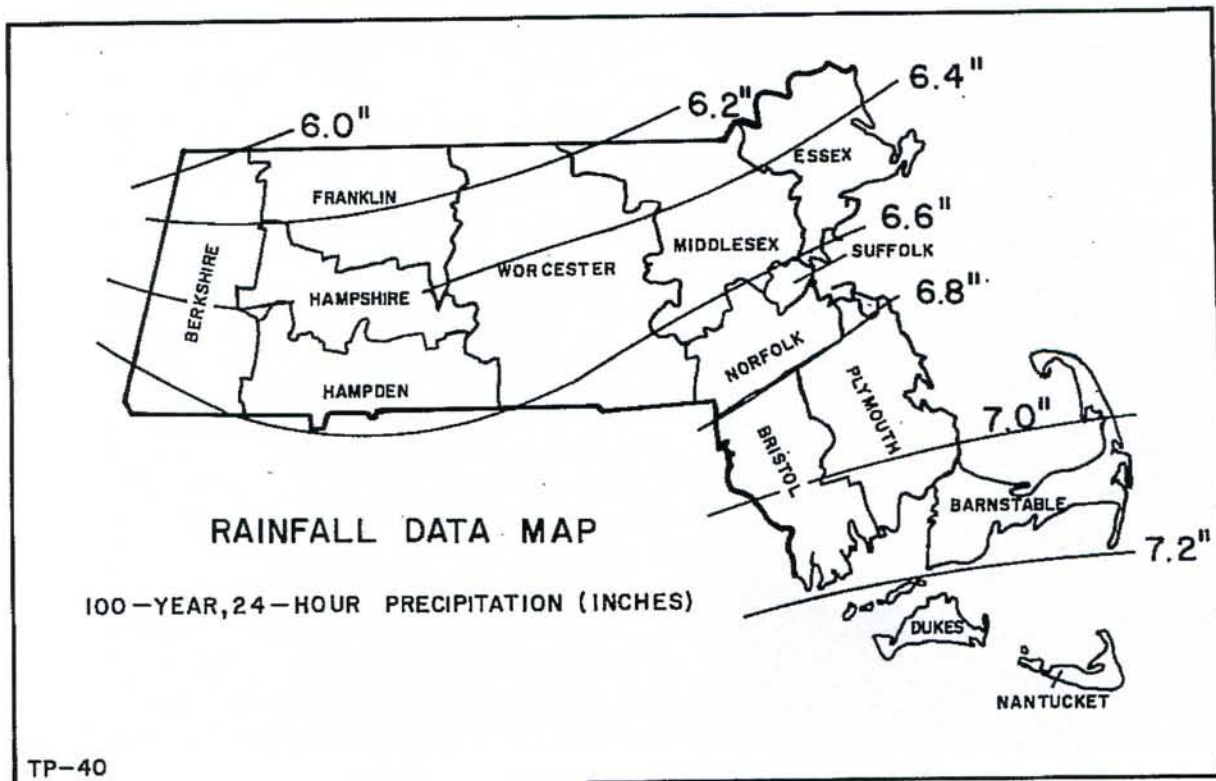 6.4"
6.2"
6.0"
ESSEX
FRANKLIN
6.6"
MIDDLESEX
SUFFOLK
WORCESTER
BERKSHIRE
HAMPSHIRE
6.8"
NORFOLK
HAMPDEN
PLYMOUTH
7.0"
BRISTOL
BARNSTABLE
RAINFALL DATA MAP
7.2"
100-YEAR, 24-HOUR PRECIPITATION (INCHES)
DUKES
NANTUCKET
TP-40